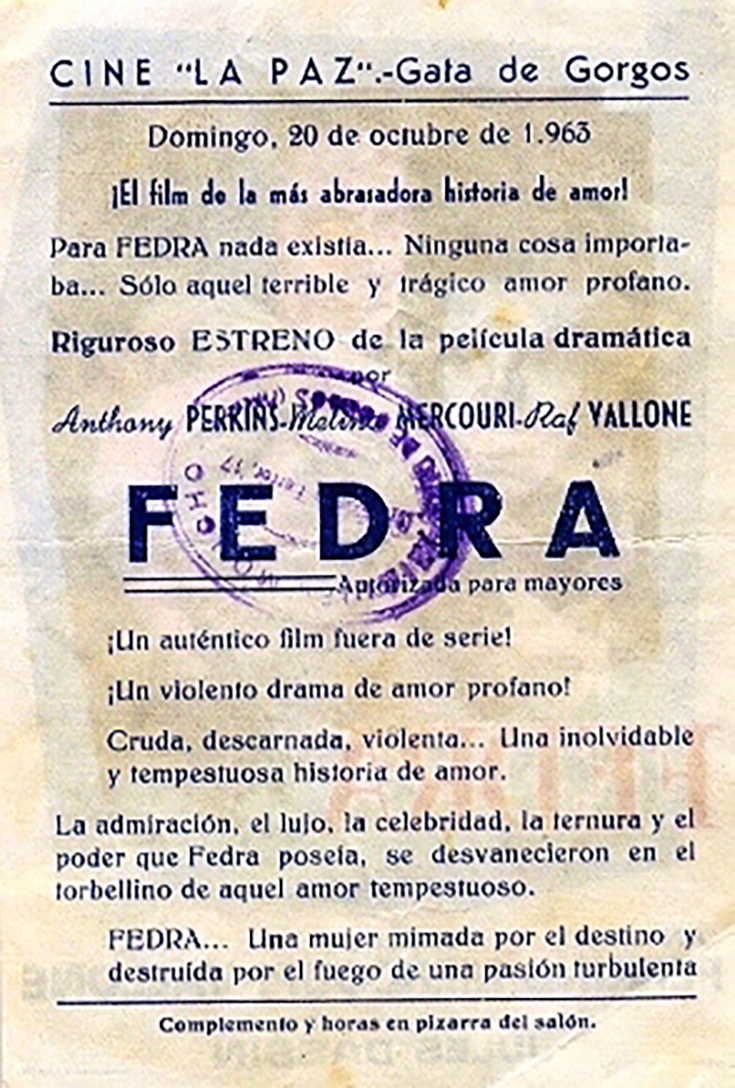 CINE "LA PAZ".-Gata de Gorgos
Domingo, 20 de octubre de 1.963
¡El film de la más abrasadora historia de amor!
Para FEDRA nada existía... Ninguna cosa importa-
ba... Sólo aquel terrible y trágico amor profano.
Riguroso ESTRENO de la película dramática
por
Anthony PERKINS-Melina MERCOURI-Raf VALLONE
FEDRA
Autorizada para mayores
¡Un auténtico film fuera de serie!
¡Un violento drama de amor profano!
Cruda, descarnada, violenta... Una inolvidable
y tempestuosa historia de amor.
La admiración, el lujo, la celebridad, la ternura y el
poder que Fedra poseía, se desvanecieron en el
torbellino de aquel amor tempestuoso.
FEDRA... Una mujer mimada por el destino y
destruída por el fuego de una pasión turbulenta
Complemento y horas en pizarra del salón.